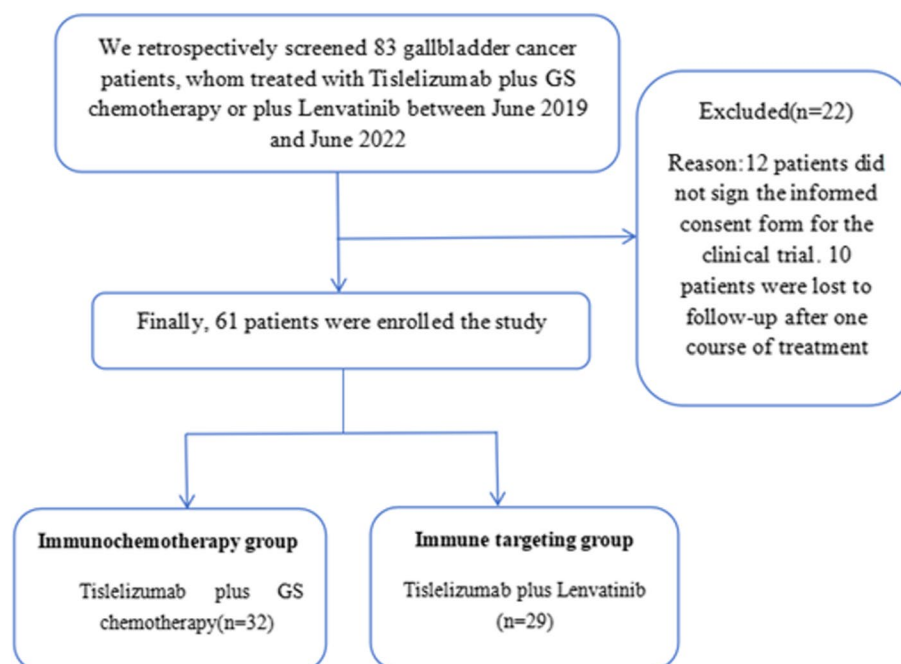 We retrospectively screened 83 gallbladder cancer
patients, whom treated with Tislelizumab plus GS
chemotherapy or plus Lenvatinib between June 2019
and June 2022
Excluded(n=22)
Reason:12 patients did
not sign the informed
consent form for the
clinical trial. 10
patients were lost to
follow-up after one
course of treatment
Finally, 61 patients were enrolled the study
Immunochemotherapy group
Tislelizumab plus GS
chemotherapy(n=32)
Immune targeting group
Tislelizumab plus Lenvatinib
(n=29)